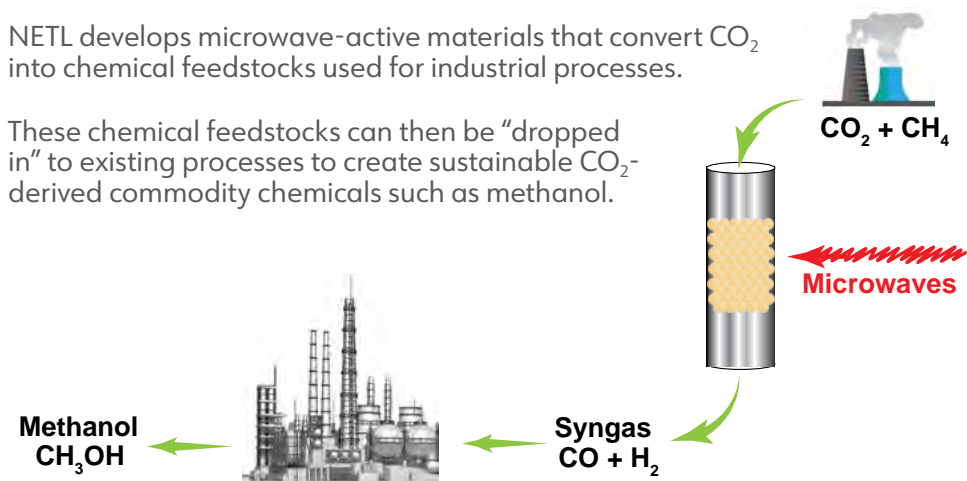 NETL develops microwave-active materials that convert CO₂
into chemical feedstocks used for industrial processes.
These chemical feedstocks can then be “dropped
in” to existing processes to create sustainable CO₂-
derived commodity chemicals such as methanol.
CO₂ + CH₄
Microwaves
Syngas
CO + H₂
Methanol
CH₃OH